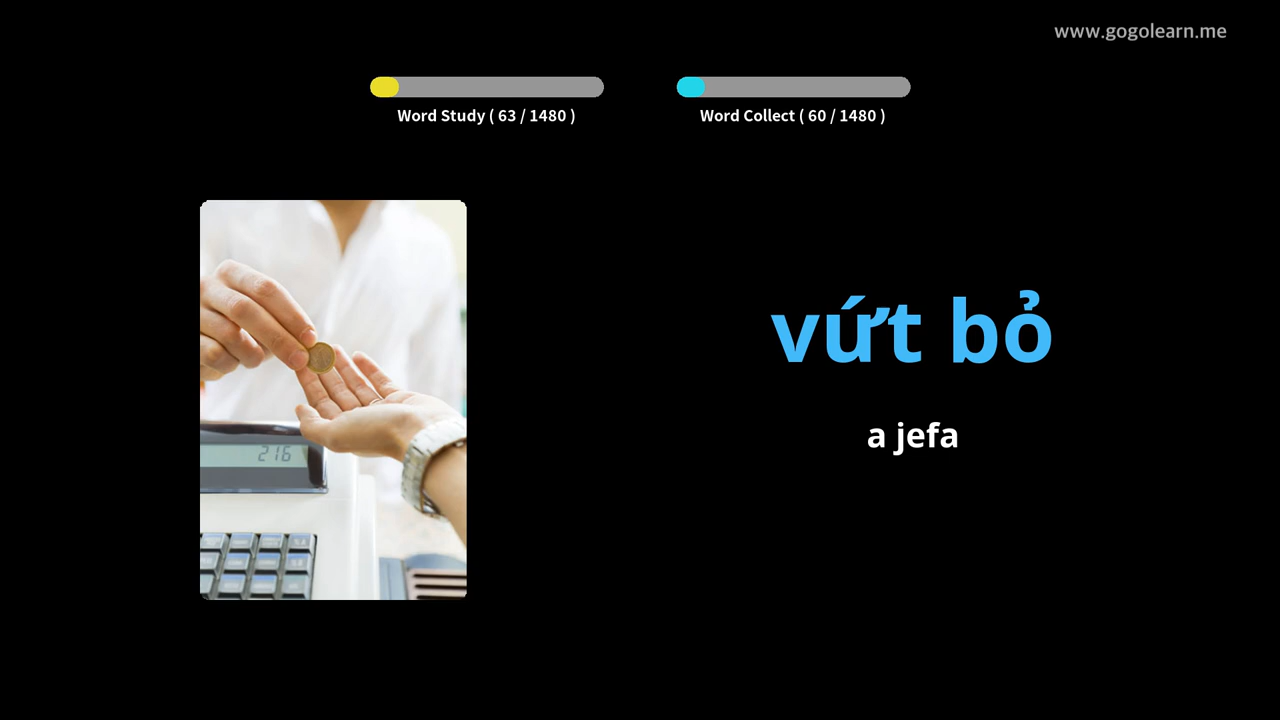 www.gogolearn.me
Word Study ( 63 / 1480 )
Word Collect ( 60 / 1480 )
vứt bỏ
a jefa
216